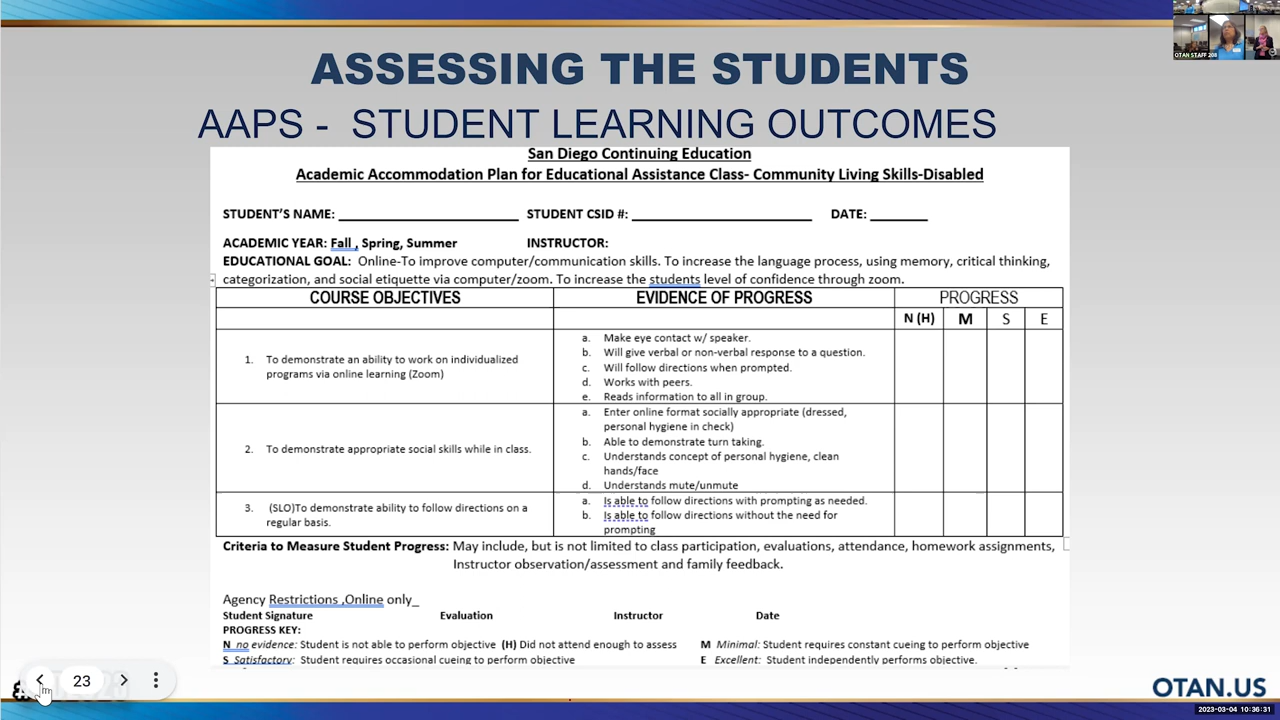 OTAN STAFF 208
ASSESSING THE STUDENTS
AAPS - STUDENT LEARNING OUTCOMES
San Diego Continuing Education
Academic Accommodation Plan for Educational Assistance Class- Community Living Skills-Disabled
STUDENT'S NAME: ____________ STUDENT CSID #: ____________ DATE: ______
ACADEMIC YEAR: Fall , Spring, Summer INSTRUCTOR:
EDUCATIONAL GOAL: Online-To improve computer/communication skills. To increase the language process, using memory, critical thinking,
categorization, and social etiquette via computer/zoom. To increase the students level of confidence through zoom.
COURSE OBJECTIVES EVIDENCE OF PROGRESS PROGRESS
N (H) M S E
1. To demonstrate an ability to work on individualized
programs via online learning (Zoom)
a. Make eye contact w/ speaker.
b. Will give verbal or non-verbal response to a question.
c. Will follow directions when prompted.
d. Works with peers.
e. Reads information to all in group.
2. To demonstrate appropriate social skills while in class.
a. Enter online format socially appropriate (dressed,
personal hygiene in check)
b. Able to demonstrate turn taking.
c. Understands concept of personal hygiene, clean
hands/face
d. Understands mute/unmute
3. (SLO)To demonstrate ability to follow directions on a
regular basis.
a. Is able to follow directions with prompting as needed.
b. Is able to follow directions without the need for
prompting
Criteria to Measure Student Progress: May include, but is not limited to class participation, evaluations, attendance, homework assignments,
Instructor observation/assessment and family feedback.
Agency Restrictions ,Online only_
Student Signature Evaluation Instructor Date
PROGRESS KEY:
N no evidence: Student is not able to perform objective (H) Did not attend enough to assess M Minimal: Student requires constant cueing to perform objective
S Satisfactory: Student requires occasional cueing to perform objective E Excellent: Student independently performs objective.
23
OTAN.US
2023-03-04 10:36:31